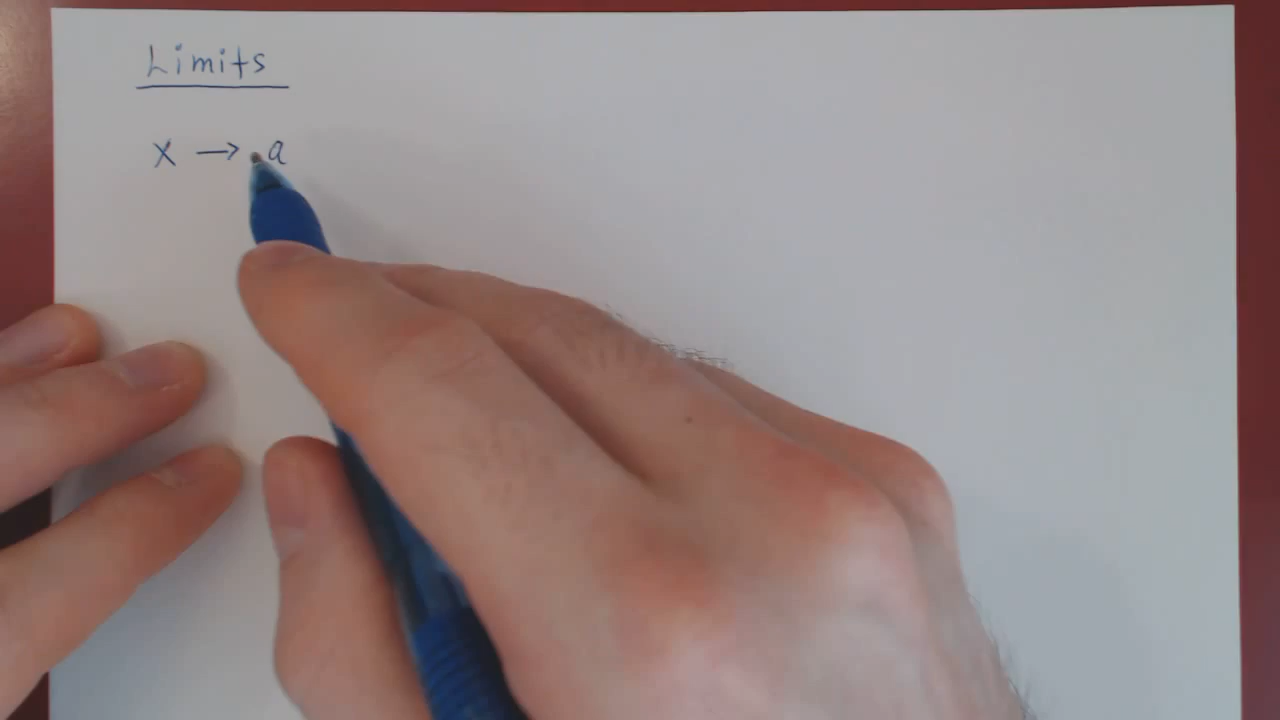 Limits
x → a